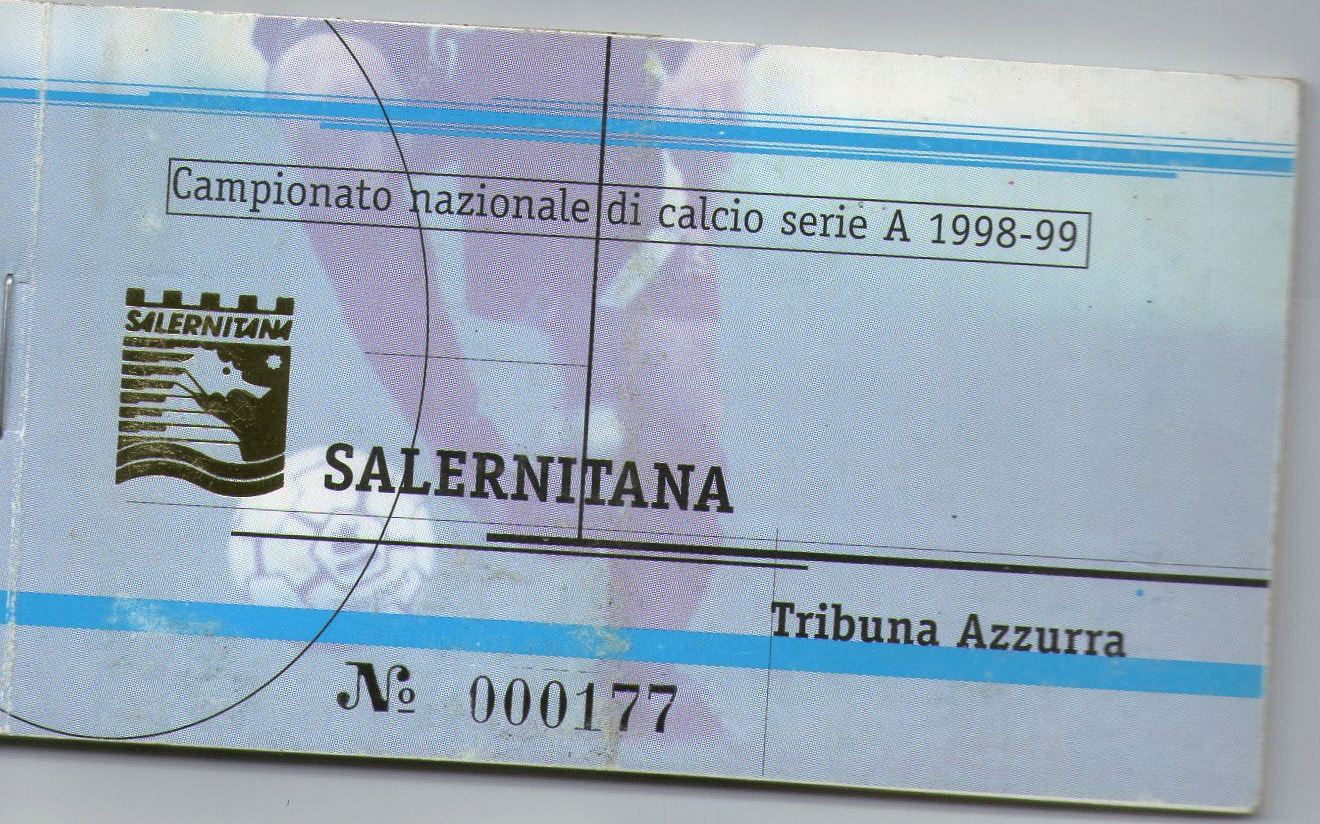 Campionato nazionale di calcio serie A 1998-99
SALERNITANA
SALERNITANA
Tribuna Azzurra
№ 000177